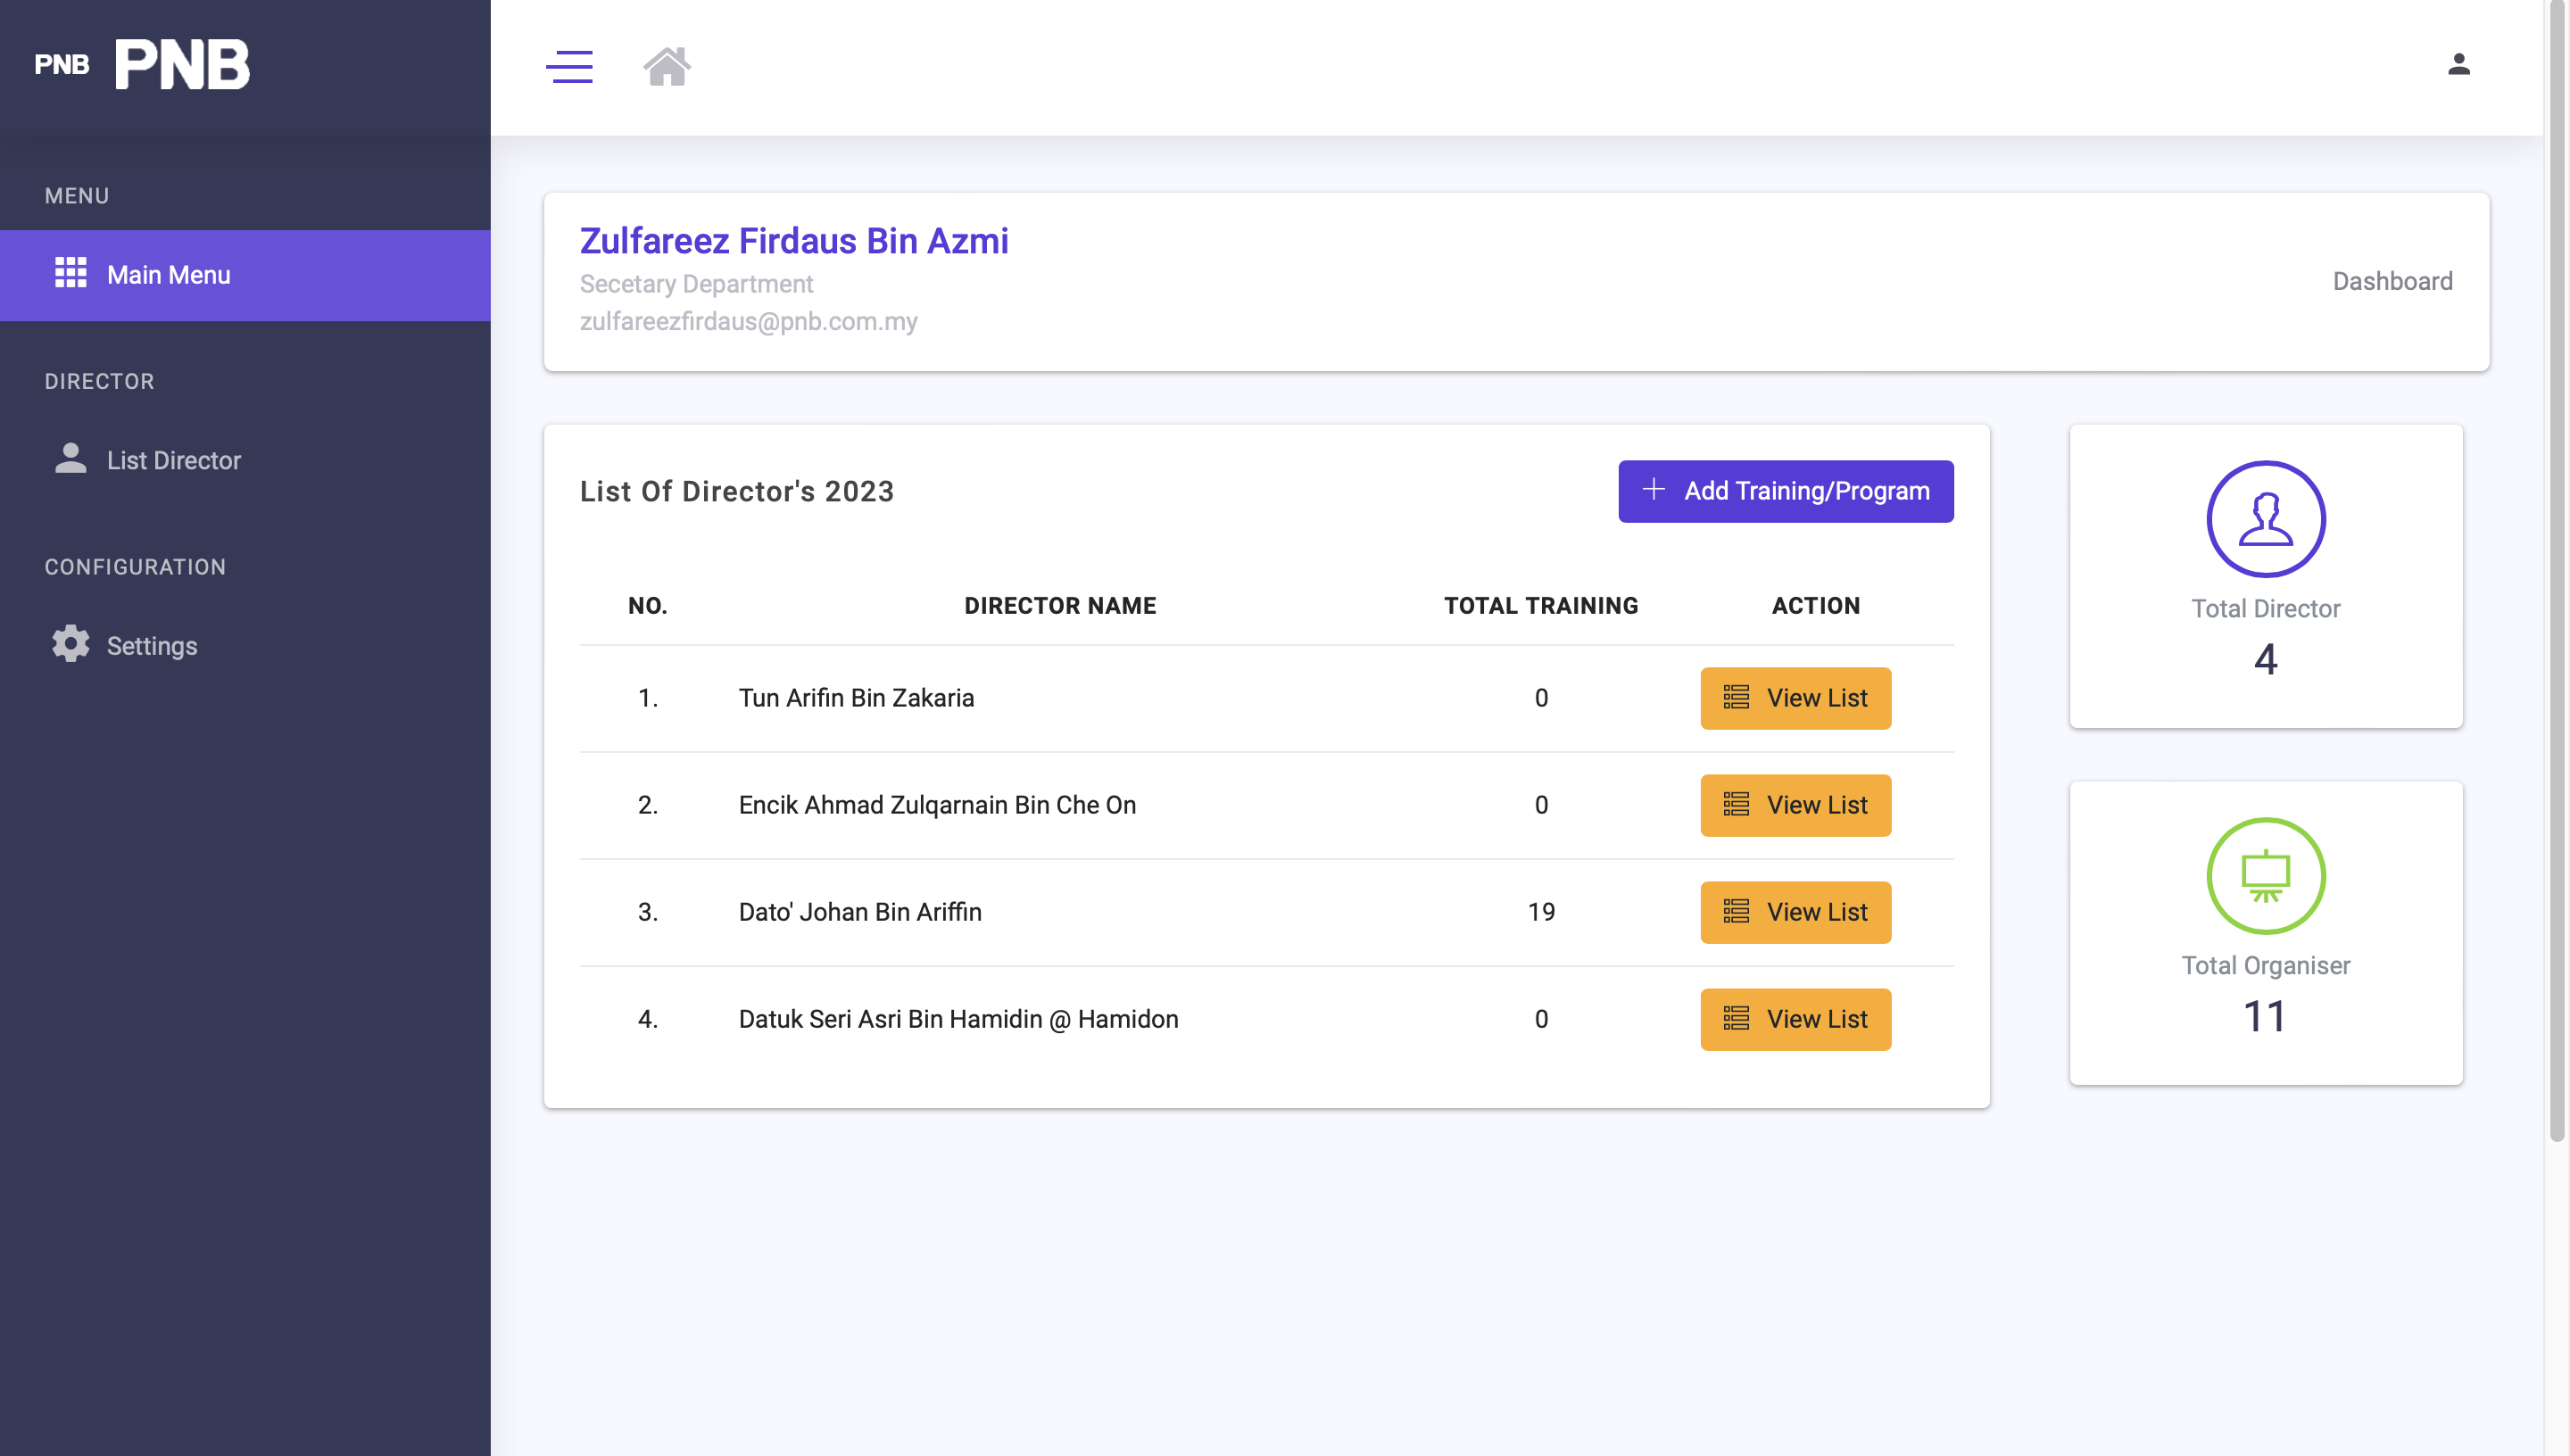 PNB PNB
MENU
Main Menu
DIRECTOR
List Director
CONFIGURATION
Settings
Zulfareez Firdaus Bin Azmi
Secetary Department
zulfareezfirdaus@pnb.com.my
Dashboard
List Of Director's 2023
Add Training/Program
NO. DIRECTOR NAME TOTAL TRAINING ACTION
1. Tun Arifin Bin Zakaria 0 View List
2. Encik Ahmad Zulqarnain Bin Che On 0 View List
3. Dato' Johan Bin Ariffin 19 View List
4. Datuk Seri Asri Bin Hamidin @ Hamidon 0 View List
Total Director
4
Total Organiser
11